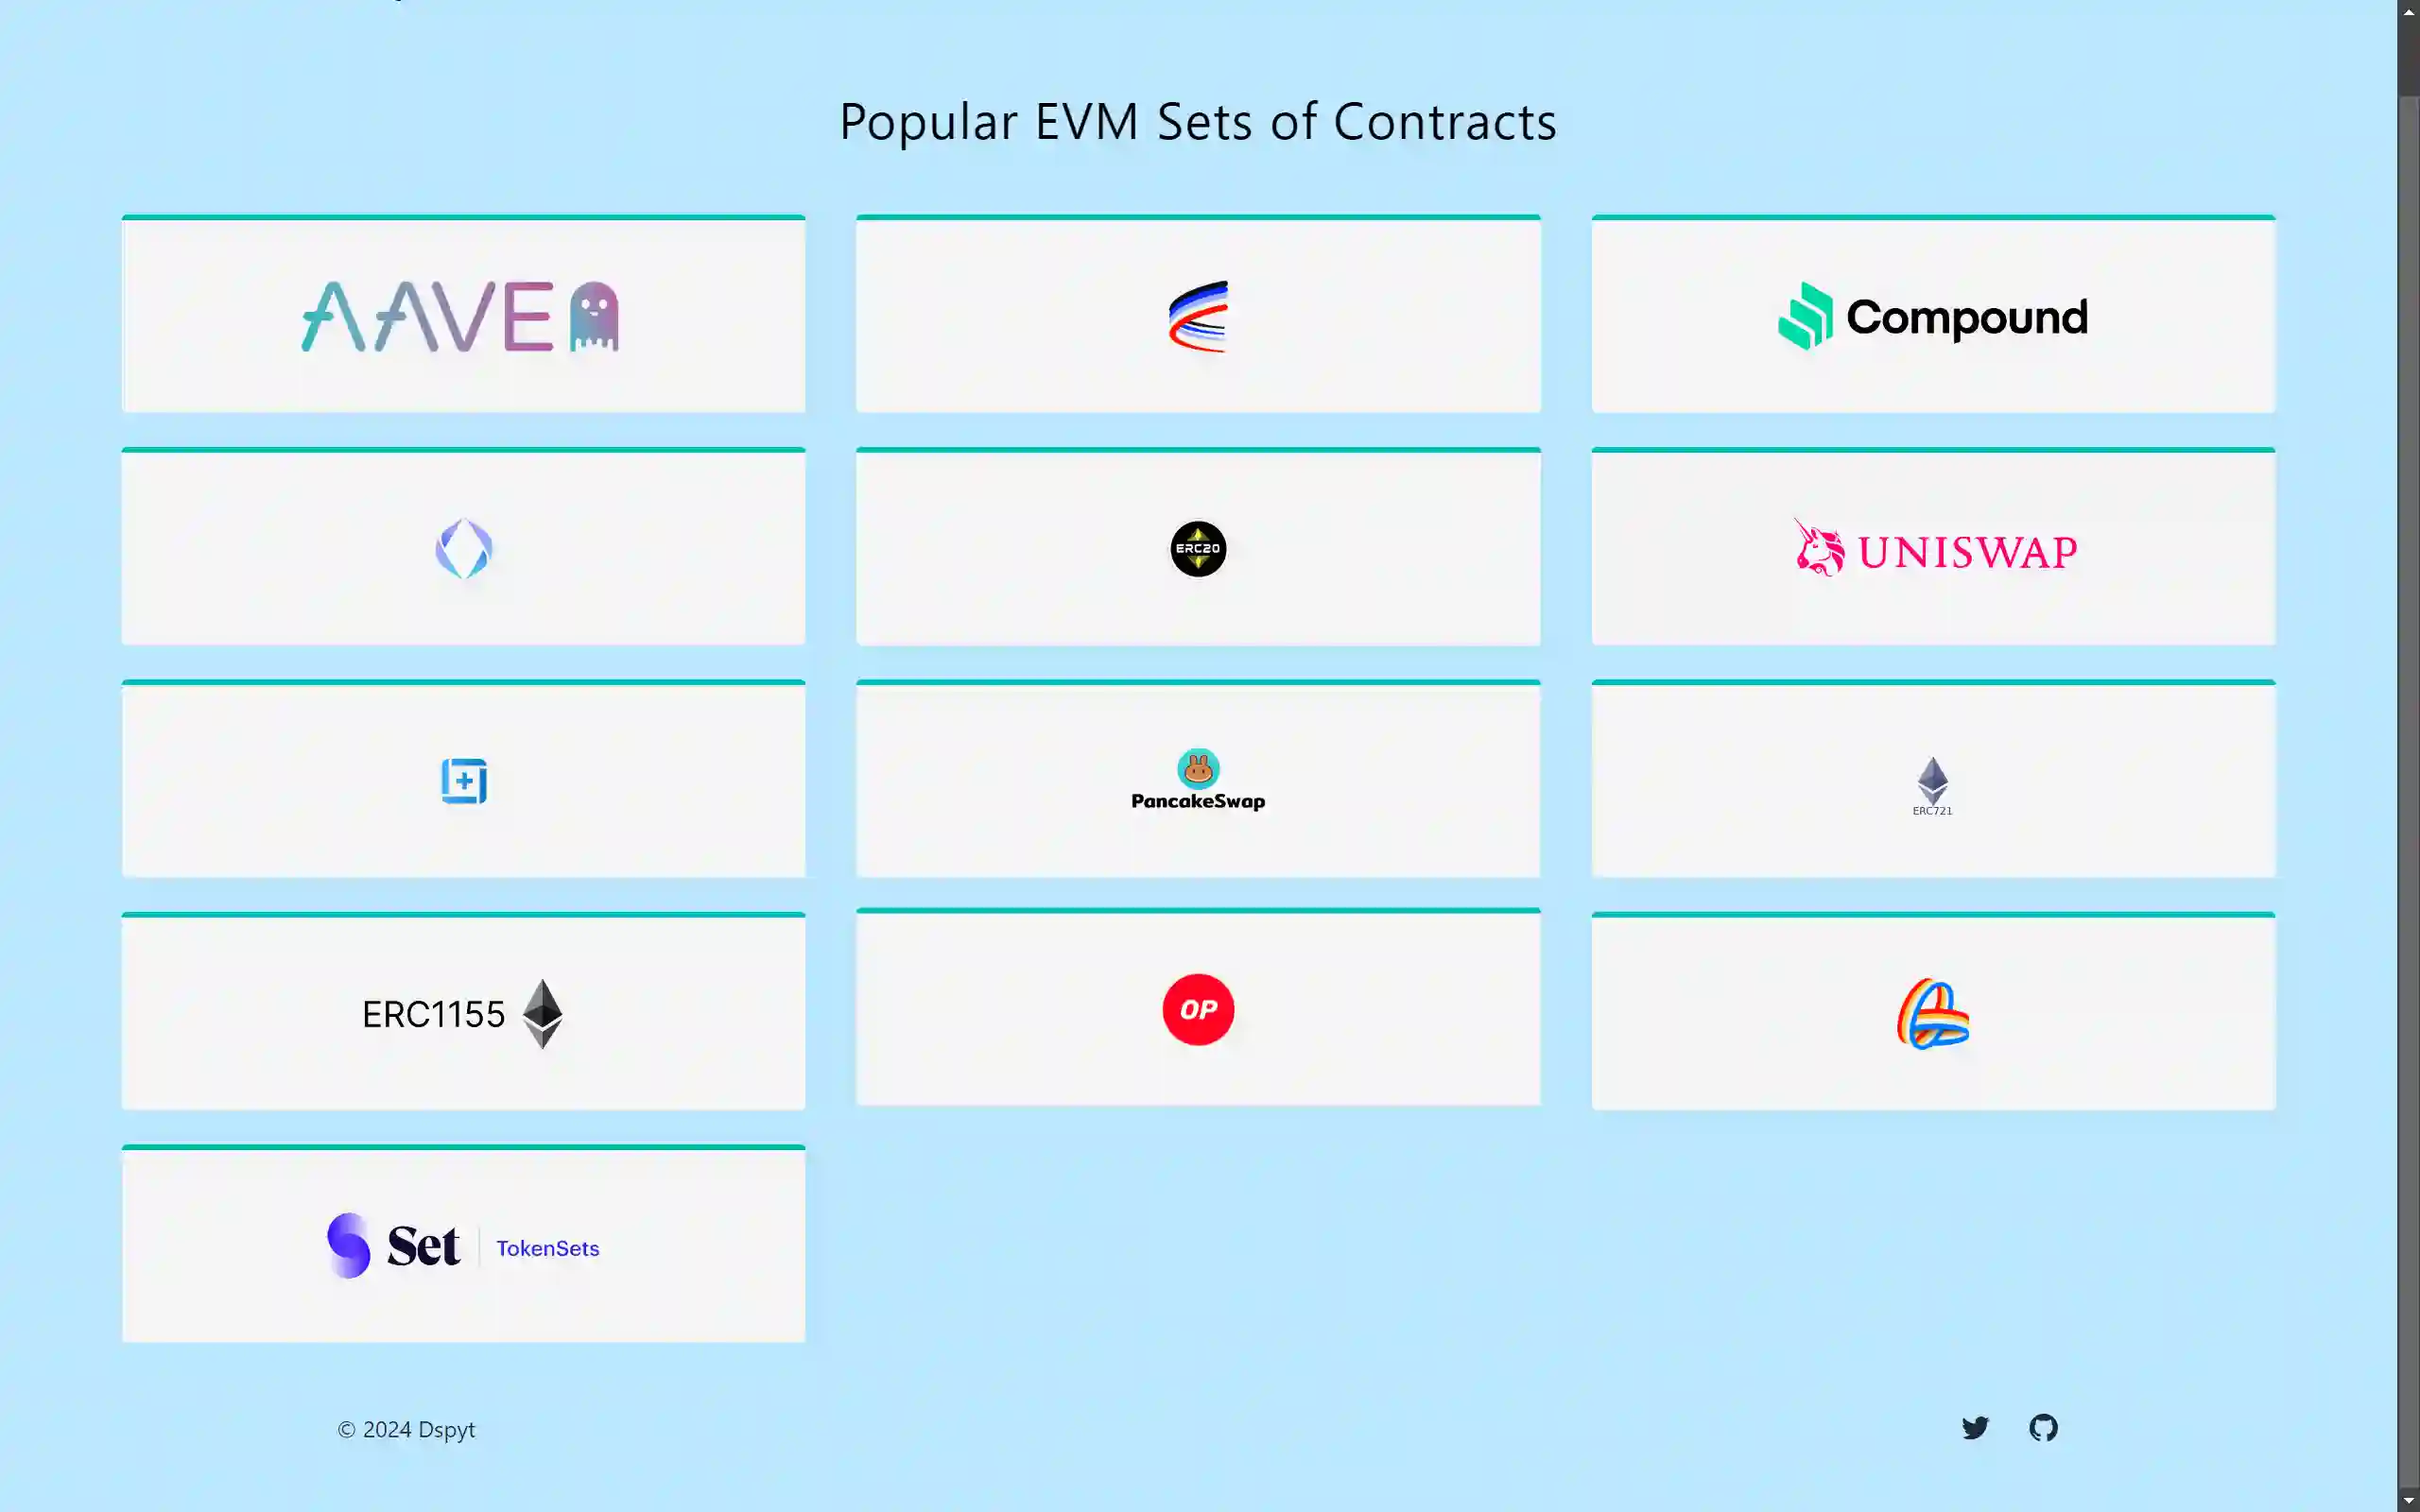 Popular EVM Sets of Contracts
AAVE
Compound
ERC20
UNISWAP
PancakeSwap
ERC721
ERC1155
OP
Set | TokenSets
© 2024 Dspyt